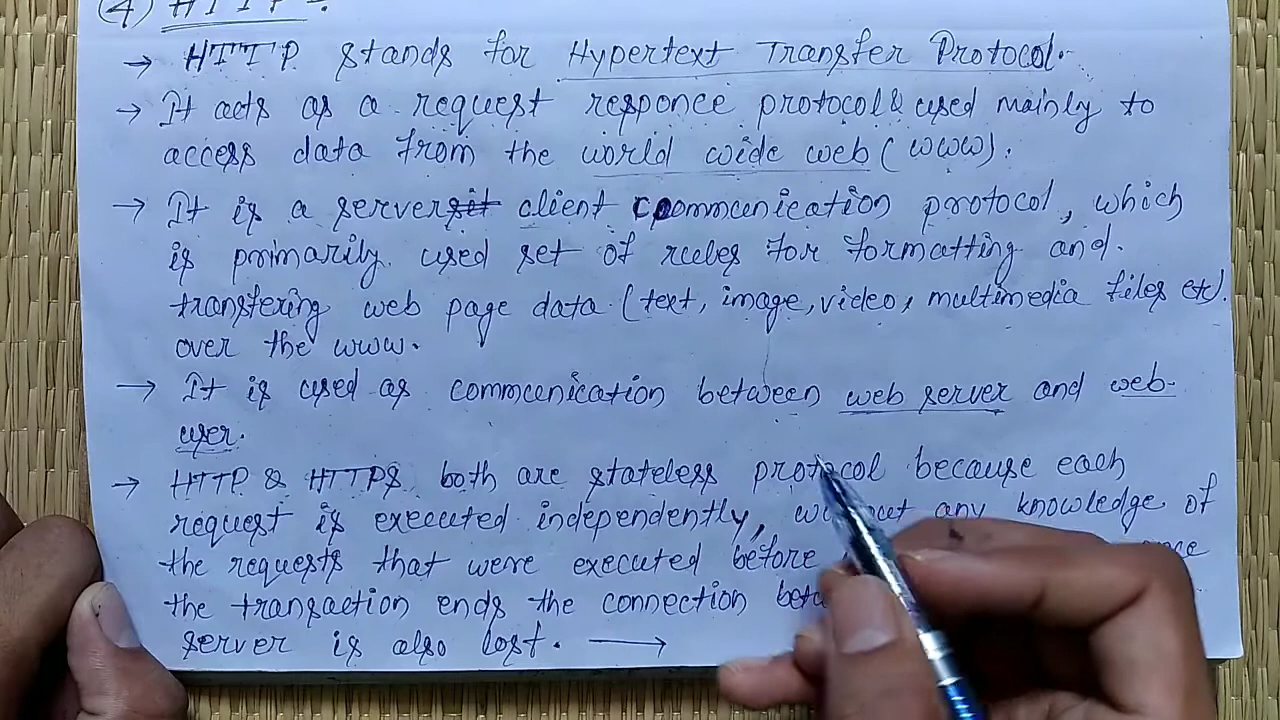 (4) HTTP:
→ HTTP stands for Hypertext Transfer Protocol.
→ It acts as a request responce protocol & used mainly to
access data from the world wide web (WWW).
→ It is a server client communication protocol, which
is primarily used set of rules for formatting and
transfering web page data (text, image, video, multimedia files etc).
over the www.
→ It is used as communication between web server and web-
user.
→ HTTP & HTTPS both are stateless protocol because each
request is executed independently, without any knowledge of
the requests that were executed before
the transaction ends the connection
server is also lost. →